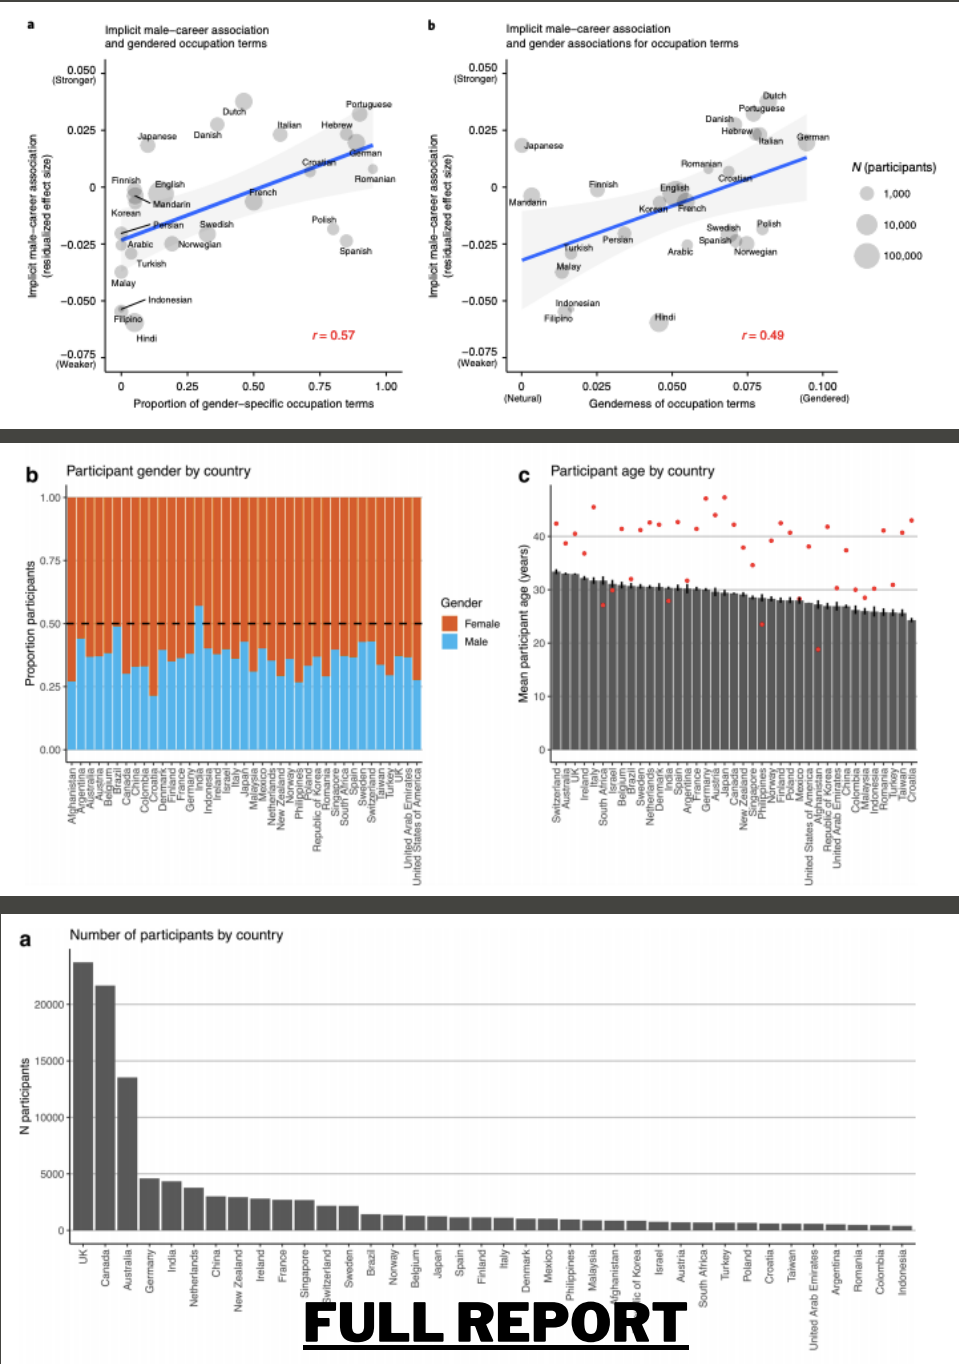 a
Implicit male–career association
and gendered occupation terms
Implicit male–career association
(residualized effect size)
0.050
(Stronger)
0.025
0
−0.025
−0.050
−0.075
(Weaker)
Dutch
Portuguese
Danish
Italian
Hebrew
Japanese
German
Croatian
Romanian
Finnish
English
Mandarin
French
Korean
Persian
Swedish
Polish
Arabic
Norwegian
Spanish
Turkish
Malay
Indonesian
Filipino
Hindi
r = 0.57
0
0.25
0.50
0.75
1.00
Proportion of gender–specific occupation terms
b
Implicit male–career association
and gender associations for occupation terms
Implicit male–career association
(residualized effect size)
0.050
(Stronger)
0.025
0
−0.025
−0.050
−0.075
(Weaker)
Dutch
Portuguese
Danish
Hebrew
Italian
German
Japanese
Romanian
Croatian
Finnish
English
Mandarin
Korean
French
Swedish
Polish
Persian
Spanish
Turkish
Arabic
Norwegian
Malay
Indonesian
Filipino
Hindi
r = 0.49
0
(Netural)
0.025
0.050
0.075
0.100
(Gendered)
Genderness of occupation terms
N (participants)
1,000
10,000
100,000
b
Participant gender by country
Proportion participants
1.00
0.75
0.50
0.25
0.00
Gender
Female
Male
Afghanistan
Argentina
Australia
Austria
Belgium
Brazil
Canada
China
Colombia
Croatia
Denmark
Finland
France
Germany
India
Indonesia
Ireland
Israel
Italy
Japan
Malaysia
Mexico
Netherlands
New Zealand
Norway
Philippines
Poland
Republic of Korea
Romania
Singapore
South Africa
Spain
Sweden
Switzerland
Taiwan
Turkey
UK
United Arab Emirates
United States of America
c
Participant age by country
Mean participant age (years)
40
30
20
10
0
Switzerland
Australia
UK
Ireland
Italy
South Africa
Israel
Belgium
Brazil
Sweden
Netherlands
Denmark
India
Spain
Argentina
France
Germany
Austria
Japan
Canada
New Zealand
Singapore
Philippines
Norway
Finland
Poland
Mexico
United States of America
Afghanistan
Republic of Korea
United Arab Emirates
China
Colombia
Malaysia
Indonesia
Romania
Turkey
Taiwan
Croatia
a
Number of participants by country
N participants
20000
15000
10000
5000
0
UK
Canada
Australia
Germany
India
Netherlands
China
New Zealand
Ireland
France
Singapore
Switzerland
Sweden
Brazil
Norway
Belgium
Japan
Spain
Finland
Italy
Denmark
Mexico
Philippines
Malaysia
Afghanistan
lic of Korea
Israel
Austria
South Africa
Turkey
Poland
Croatia
Taiwan
United Arab Emirates
Argentina
Romania
Colombia
Indonesia
FULL REPORT